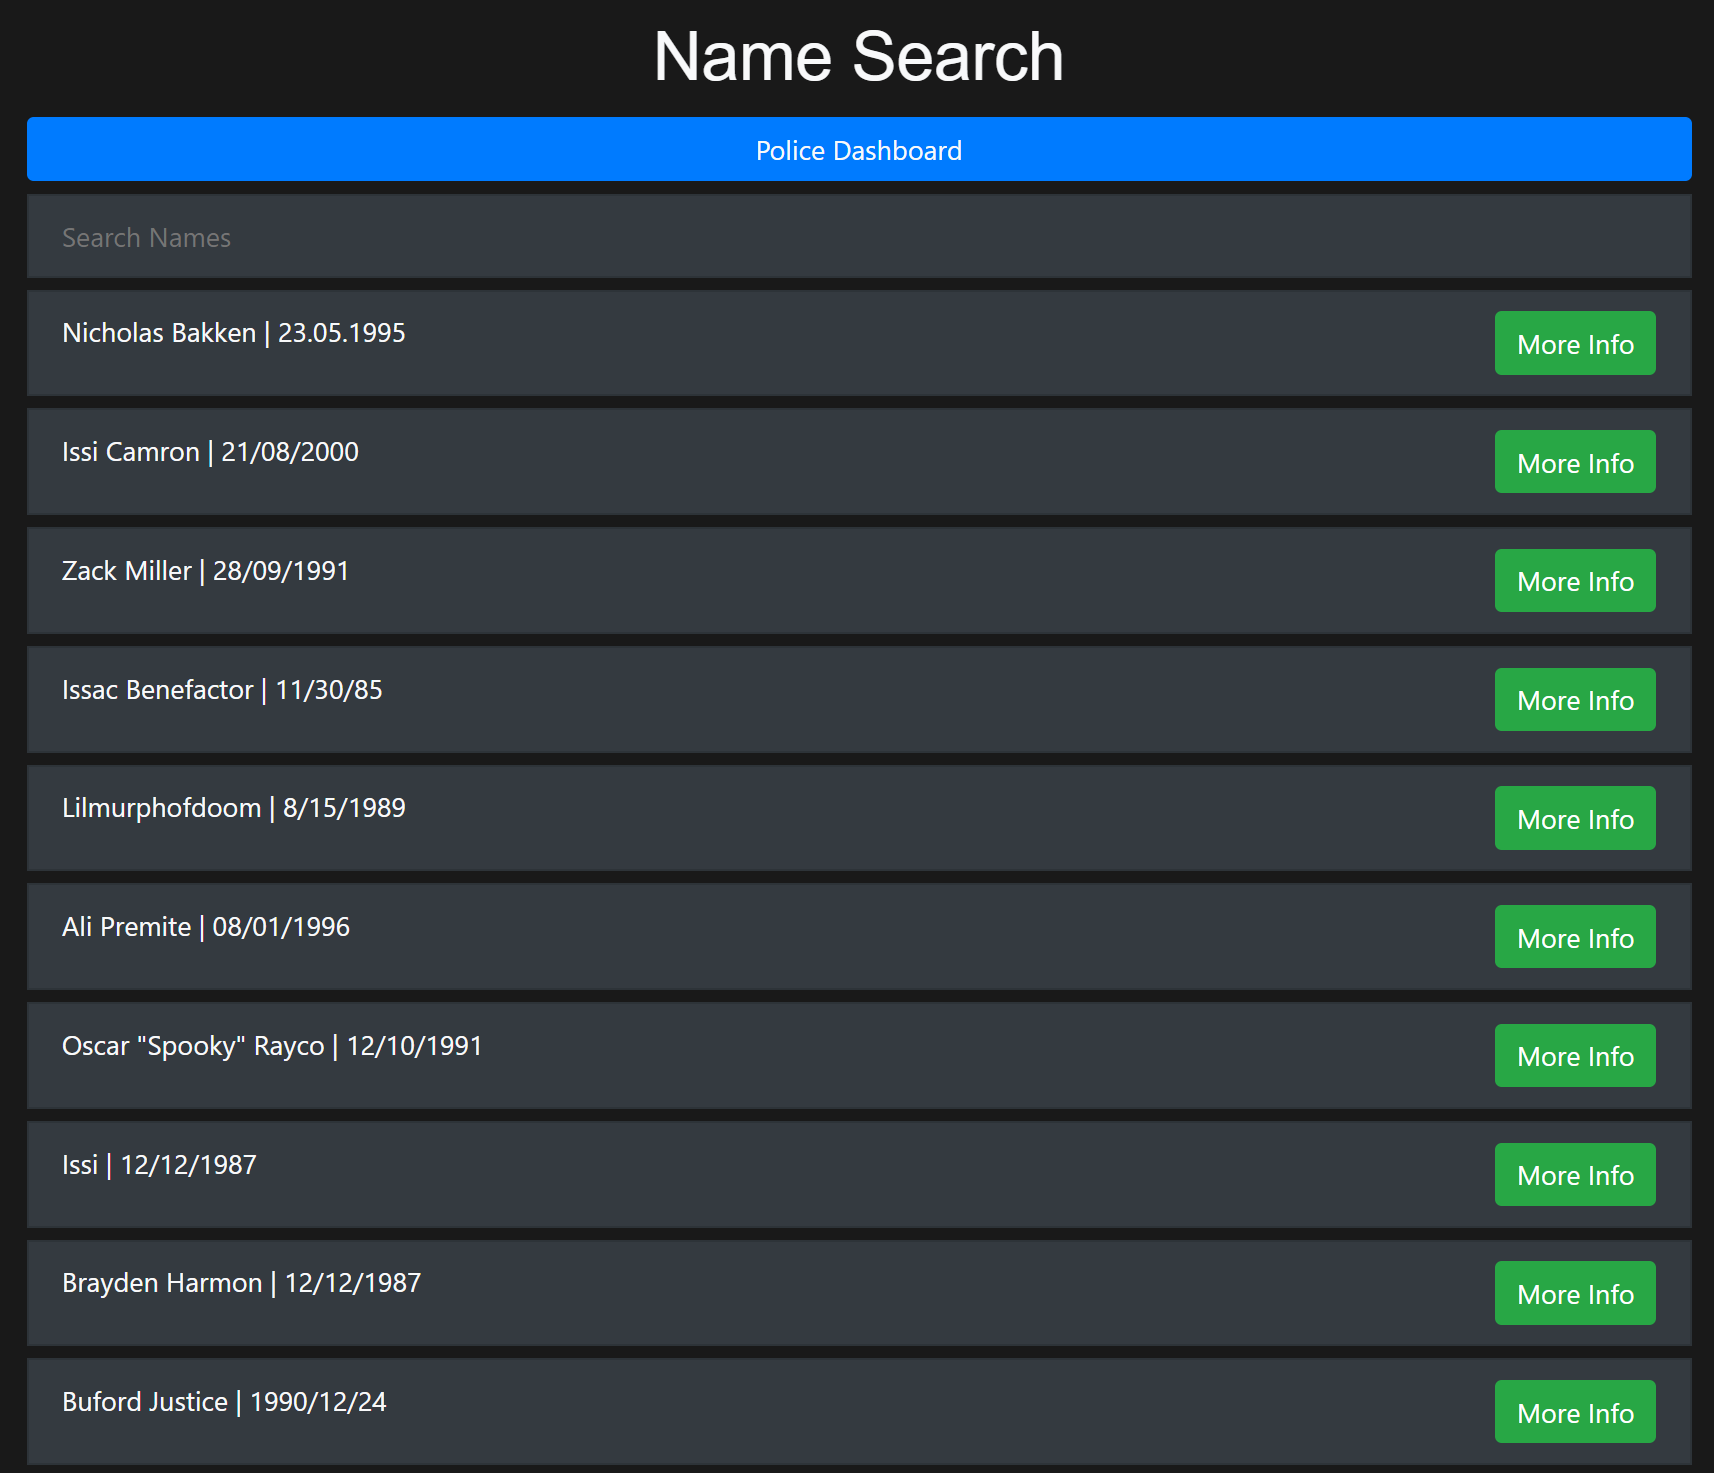 Name Search
Police Dashboard
Search Names
Nicholas Bakken | 23.05.1995
More Info
Issi Camron | 21/08/2000
More Info
Zack Miller | 28/09/1991
More Info
Issac Benefactor | 11/30/85
More Info
Lilmurphofdoom | 8/15/1989
More Info
Ali Premite | 08/01/1996
More Info
Oscar "Spooky" Rayco | 12/10/1991
More Info
Issi | 12/12/1987
More Info
Brayden Harmon | 12/12/1987
More Info
Buford Justice | 1990/12/24
More Info